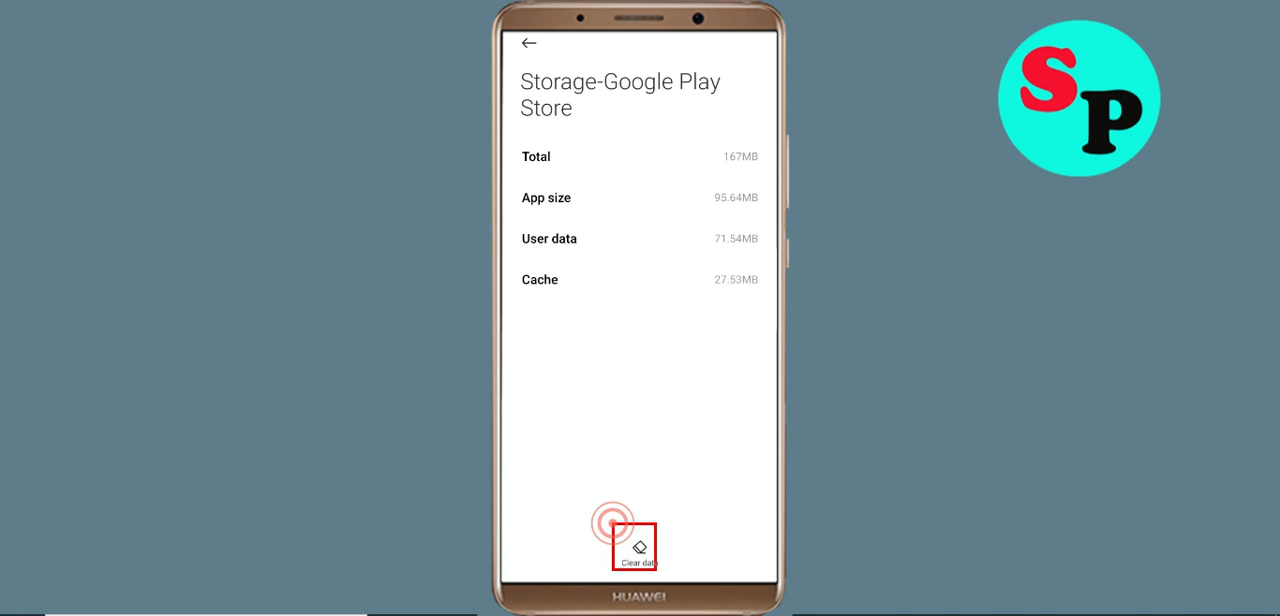 Storage-Google Play
Store
Total 167MB
App size 95.64MB
User data 71.54MB
Cache 27.53MB
Clear data
HUAWEI
SP